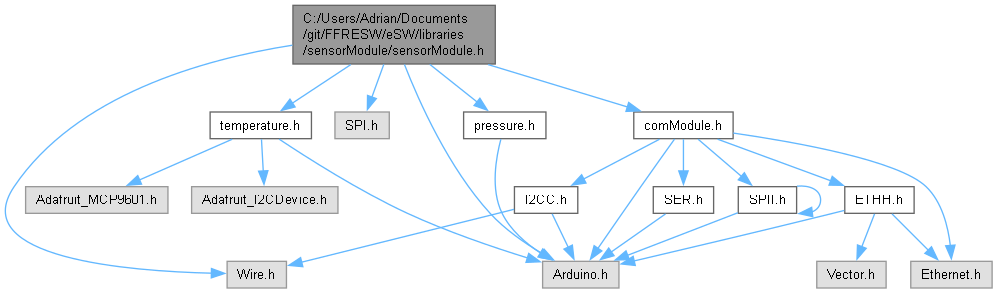 C:/Users/Adrian/Documents
/git/FFRESW/eSW/libraries
/sensorModule/sensorModule.h
temperature.h
SPI.h
pressure.h
comModule.h
Adafruit_MCP9601.h
Adafruit_I2CDevice.h
I2CC.h
SER.h
SPII.h
ETHH.h
Wire.h
Arduino.h
Vector.h
Ethernet.h